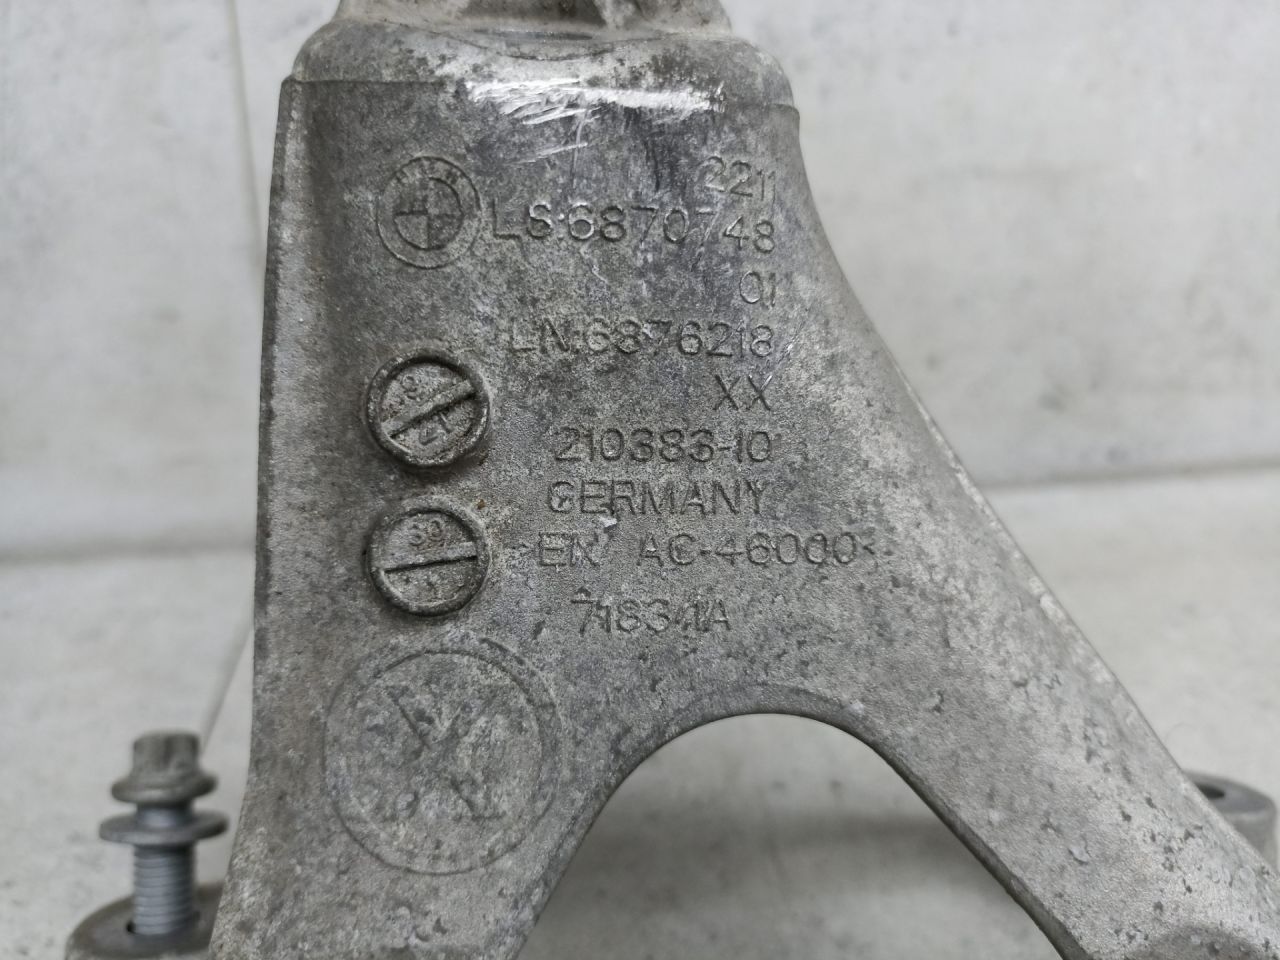 2211
LS:6870748
01
LN:6876218
XX
210383-10
GERMANY
EN AC-46000
718341A